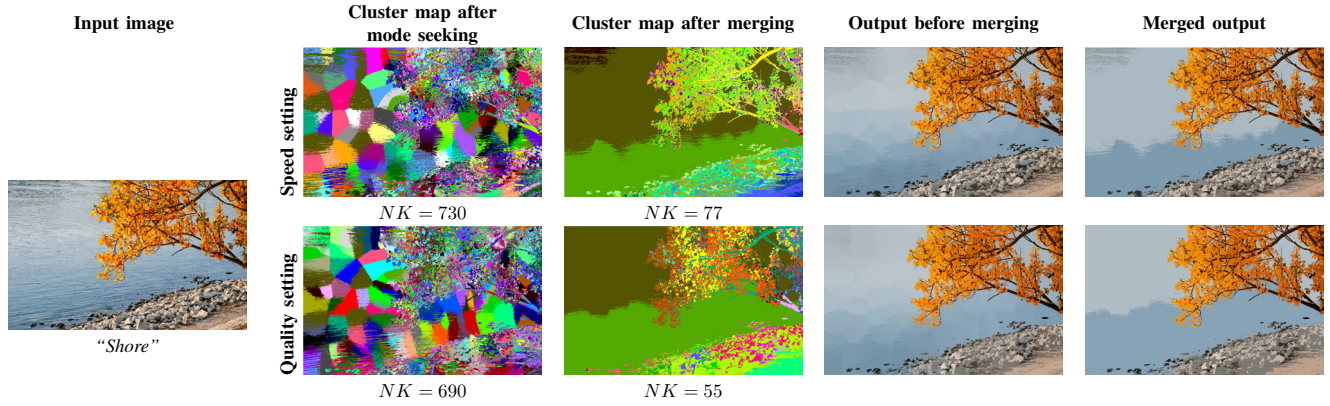 Input image
Cluster map after
mode seeking
Cluster map after merging
Output before merging
Merged output
Speed setting
NK = 730
NK = 77
“Shore”
Quality setting
NK = 690
NK = 55